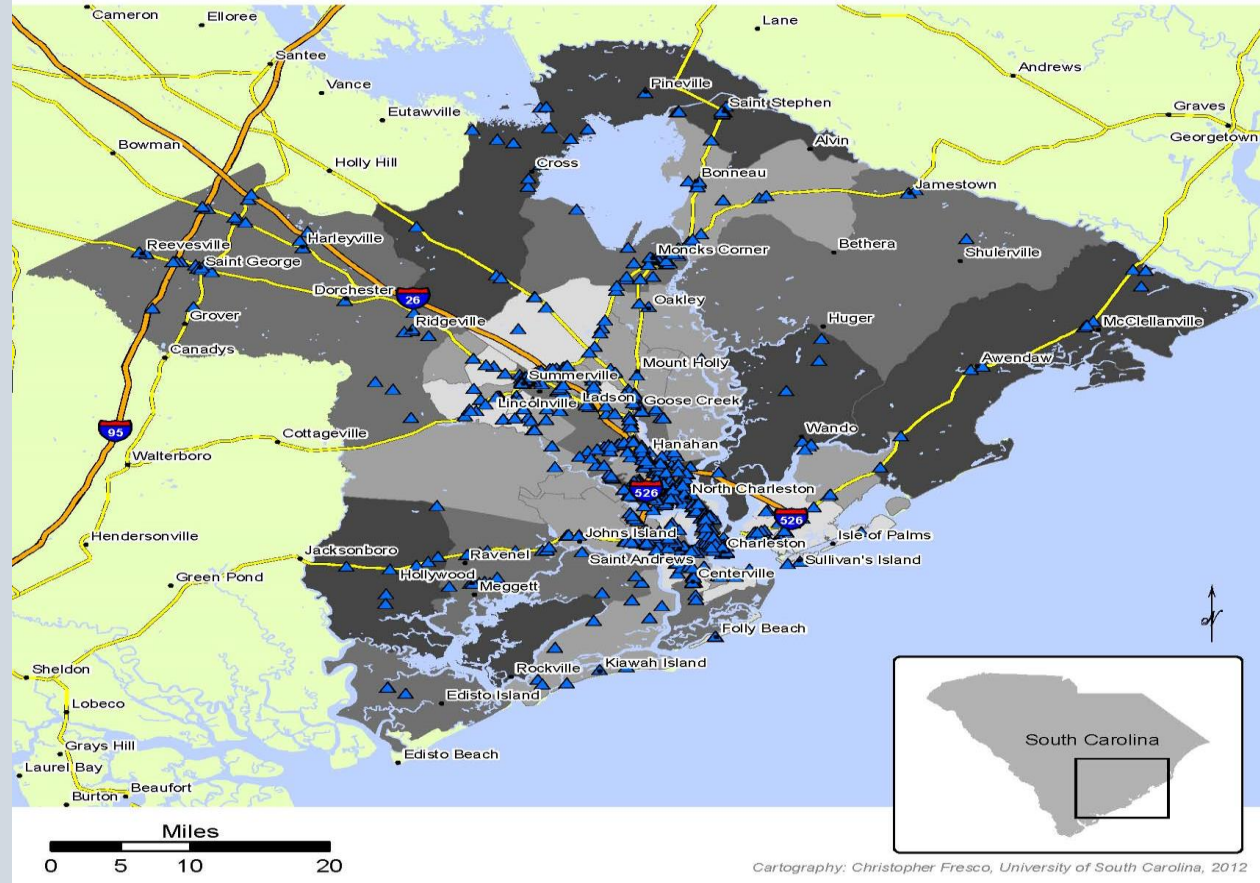 Cameron
Elloree
Lane
Santee
Vance
Pineville
Andrews
Eutawville
Saint Stephen
Graves
Georgetown
Bowman
Holly Hill
Alvin
Cross
Bonneau
Jamestown
Harleyville
Reevesville
Moncks Corner
Bethera
Shulerville
Saint George
Dorchester
26
Oakley
Grover
Ridgeville
Huger
McClellanville
Canadys
Mount Holly
Awendaw
Summerville
Ladson
Lincolnville
Goose Creek
95
Cottageville
Hanahan
Wando
Walterboro
526
North Charleston
526
Hendersonville
Johns Island
Charleston
Isle of Palms
Jacksonboro
Ravenel
Saint Andrews
Sullivan's Island
Green Pond
Hollywood
Centerville
Meggett
Folly Beach
N
Sheldon
Rockville
Kiawah Island
Lobeco
Edisto Island
Grays Hill
Edisto Beach
Laurel Bay
Beaufort
Burton
South Carolina
Miles
0 5 10 20
Cartography: Christopher Fresco, University of South Carolina, 2012